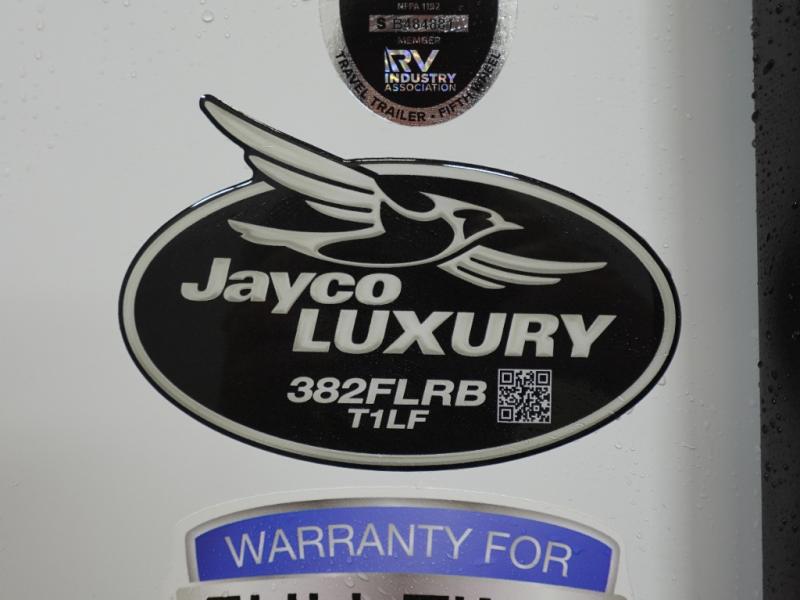 NFPA 1192
MEMBER
RV
INDUSTRY
ASSOCIATION
TRAVEL TRAILER • FIFTH WHEEL
Jayco
LUXURY
382FLRB
T1LF
WARRANTY FOR